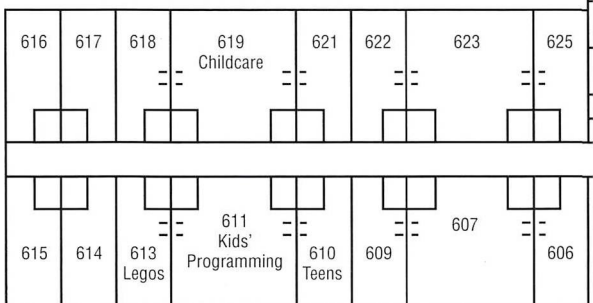 616 617 618 619 621 622 623 625
Childcare
611 607
615 614 613 Kids' 610 609 606
Legos Programming Teens